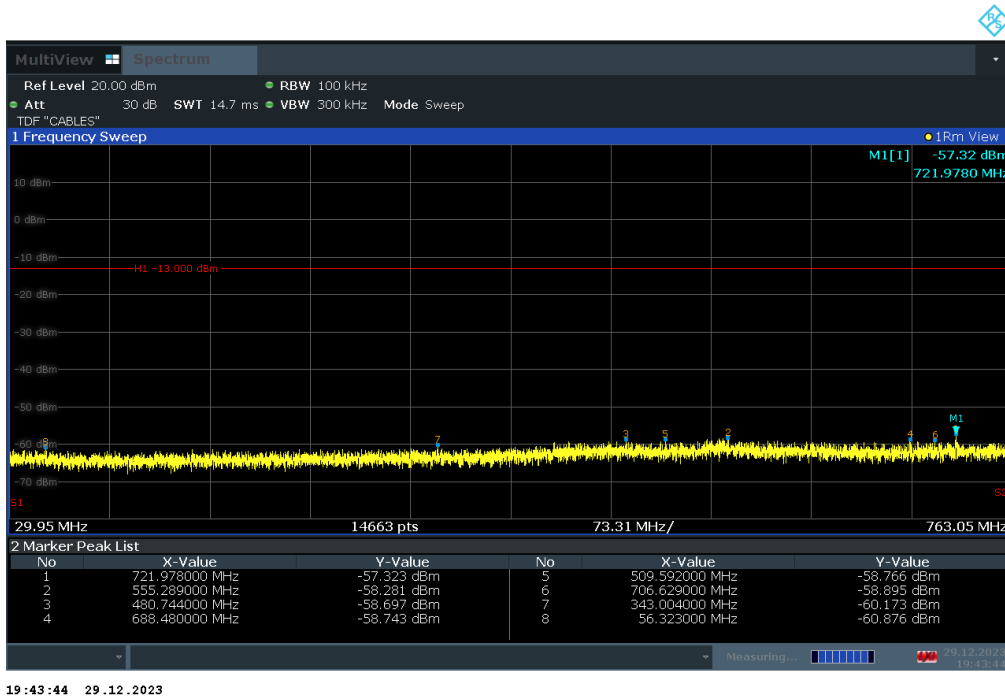 R&S
MultiView Spectrum
Ref Level 20.00 dBm RBW 100 kHz
Att 30 dB SWT 14.7 ms VBW 300 kHz Mode Sweep
TDF "CABLES"
1 Frequency Sweep 1Rm View
M1[1] -57.32 dBm
721.9780 MHz
10 dBm
0 dBm
-10 dBm
H1 -13.000 dBm
-20 dBm
-30 dBm
-40 dBm
-50 dBm
M1
8 7 3 5 2 4 6
-60 dBm
-70 dBm
S1 S2
29.95 MHz 14663 pts 73.31 MHz/ 763.05 MHz
2 Marker Peak List
No X-Value Y-Value No X-Value Y-Value
1 721.978000 MHz -57.323 dBm 5 509.592000 MHz -58.766 dBm
2 555.289000 MHz -58.281 dBm 6 706.629000 MHz -58.895 dBm
3 480.744000 MHz -58.697 dBm 7 343.004000 MHz -60.173 dBm
4 688.480000 MHz -58.743 dBm 8 56.323000 MHz -60.876 dBm
Measuring... 29.12.2023
19:43:44
19:43:44 29.12.2023